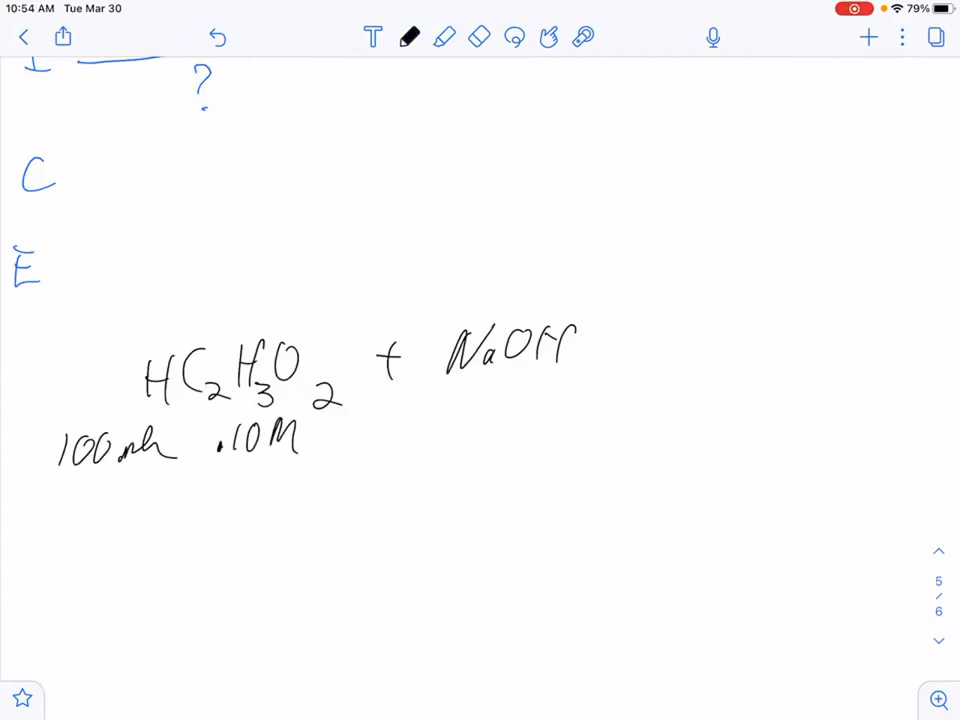 10:54 AM Tue Mar 30
79%
T
I
?
C
E
HC2H3O2 + NaOH
100mL .10M
5
/
6